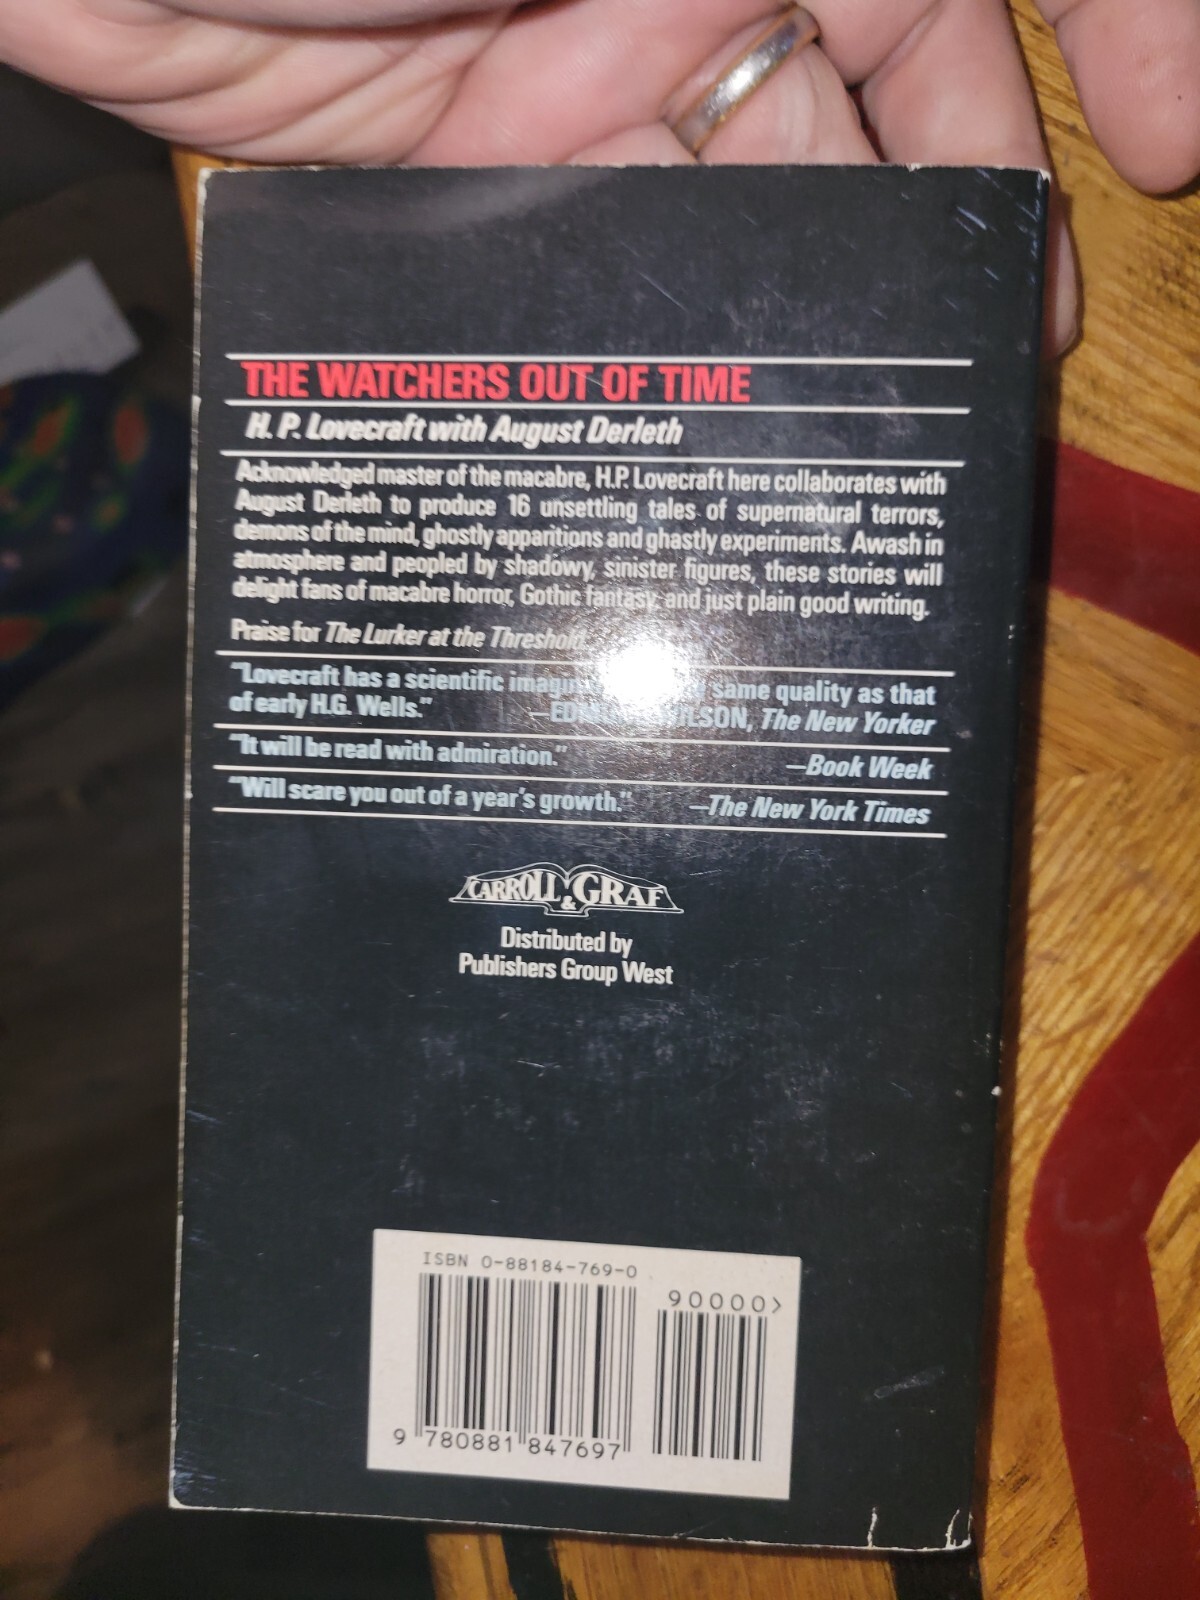 THE WATCHERS OUT OF TIME
H. P. Lovecraft with August Derleth
Acknowledged master of the macabre, H.P. Lovecraft here collaborates with
August Derleth to produce 16 unsettling tales of supernatural terrors,
demons of the mind, ghostly apparitions and ghastly experiments. Awash in
atmosphere and peopled by shadowy, sinister figures, these stories will
delight fans of macabre horror, Gothic fantasy, and just plain good writing.
Praise for The Lurker at the Threshold
"Lovecraft has a scientific same quality as that
of early H.G. Wells." WILSON, The New Yorker
"It will be read with admiration." —Book Week
"Will scare you out of a year's growth." —The New York Times
CARROLL & GRAF
Distributed by
Publishers Group West
ISBN 0-88184-769-0
90000>
9 780881 847697